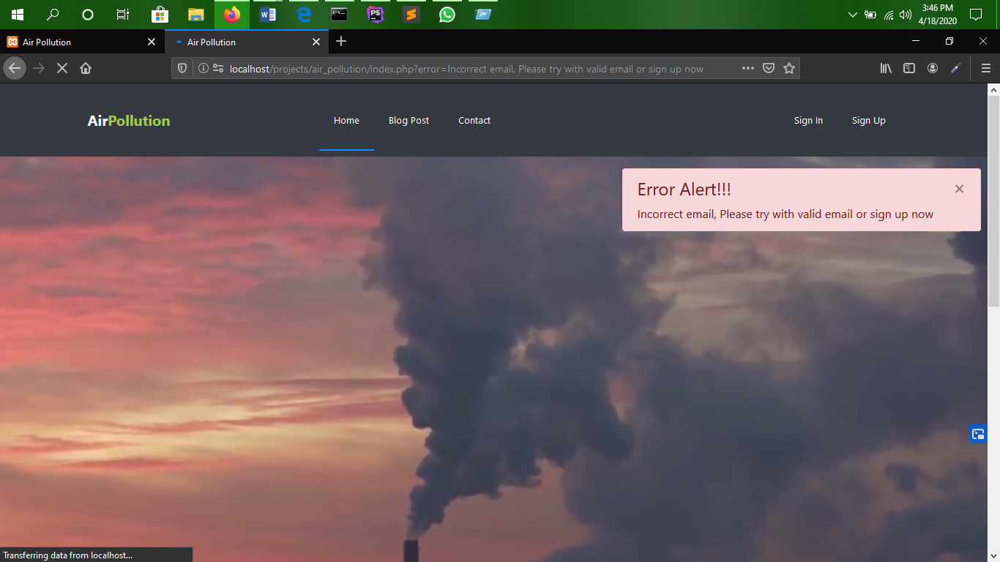 3:46 PM
4/18/2020
Air Pollution
Air Pollution
localhost/projects/air_pollution/index.php?error=Incorrect email, Please try with valid email or sign up now
AirPollution
Home
Blog Post
Contact
Sign In
Sign Up
Error Alert!!!
Incorrect email, Please try with valid email or sign up now
Transferring data from localhost...